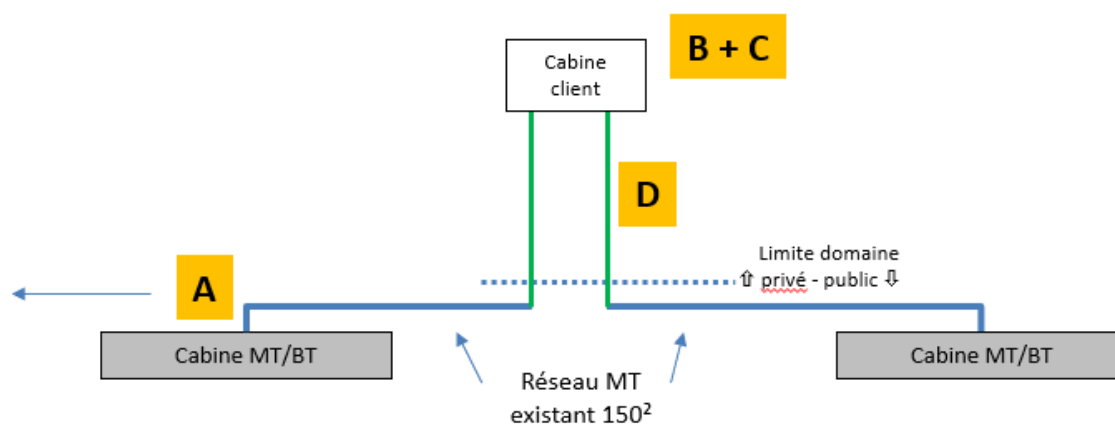 B + C
Cabine
client
D
Limite domaine
⇧ privé - public ⇩
A
Cabine MT/BT
Cabine MT/BT
Réseau MT
existant 150²